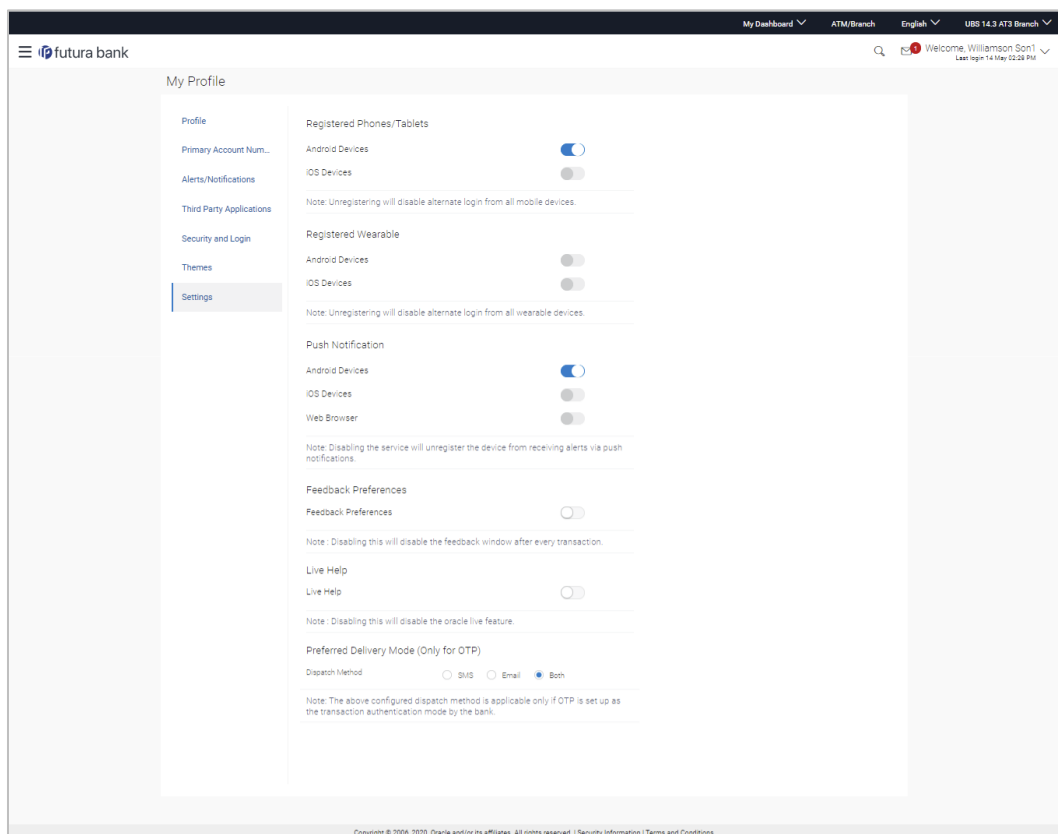 My Dashboard ATM/Branch English UBS 14.3 AT3 Branch
futura bank
1 Welcome, Williamson Son1
Last login 14 May 02:28 PM
My Profile
Profile
Primary Account Num...
Alerts/Notifications
Third Party Applications
Security and Login
Themes
Settings
Registered Phones/Tablets
Android Devices
iOS Devices
Note: Unregistering will disable alternate login from all mobile devices.
Registered Wearable
Android Devices
iOS Devices
Note: Unregistering will disable alternate login from all wearable devices.
Push Notification
Android Devices
iOS Devices
Web Browser
Note: Disabling the service will unregister the device from receiving alerts via push
notifications.
Feedback Preferences
Feedback Preferences
Note : Disabling this will disable the feedback window after every transaction.
Live Help
Live Help
Note : Disabling this will disable the oracle live feature.
Preferred Delivery Mode (Only for OTP)
Dispatch Method SMS Email Both
Note: The above configured dispatch method is applicable only if OTP is set up as
the transaction authentication mode by the bank.
Copyright © 2006, 2020, Oracle and/or its affiliates. All rights reserved. | Security Information | Terms and Conditions